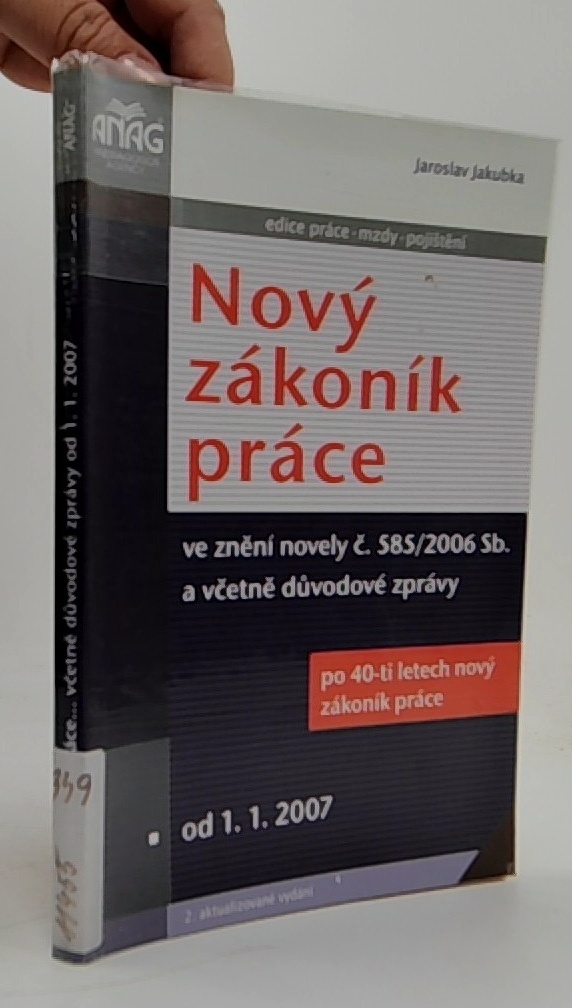 ANAG
Jaroslav Jakubka
edice práce · mzdy · pojištění
Nový
zákoník
práce
ve znění novely č. 585/2006 Sb.
a včetně důvodové zprávy
po 40-ti letech nový
zákoník práce
od 1. 1. 2007
2. aktualizované vydání
ANAG
včetně důvodové zprávy od 1. 1. 2007
349